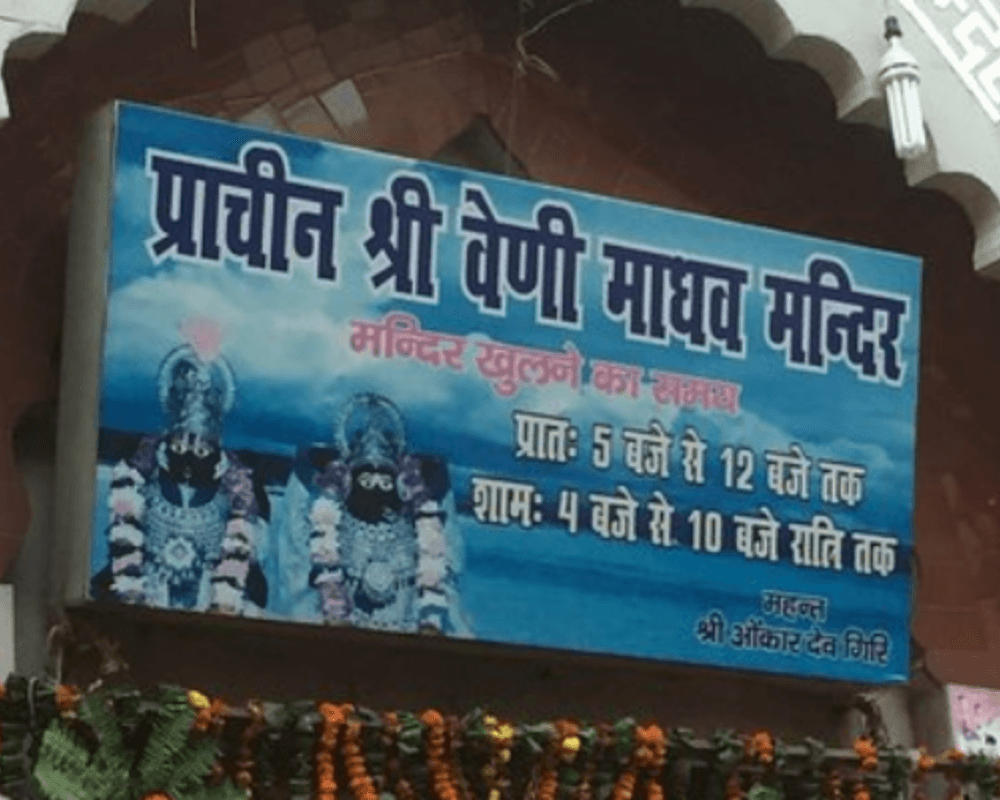 प्राचीन श्री वेणी माधव मन्दिर
मन्दिर खुलने का समय
प्रातः 5 बजे से 12 बजे तक
शामः 4 बजे से 10 बजे रात्रि तक
महन्त
श्री ओंकार देव गिरि